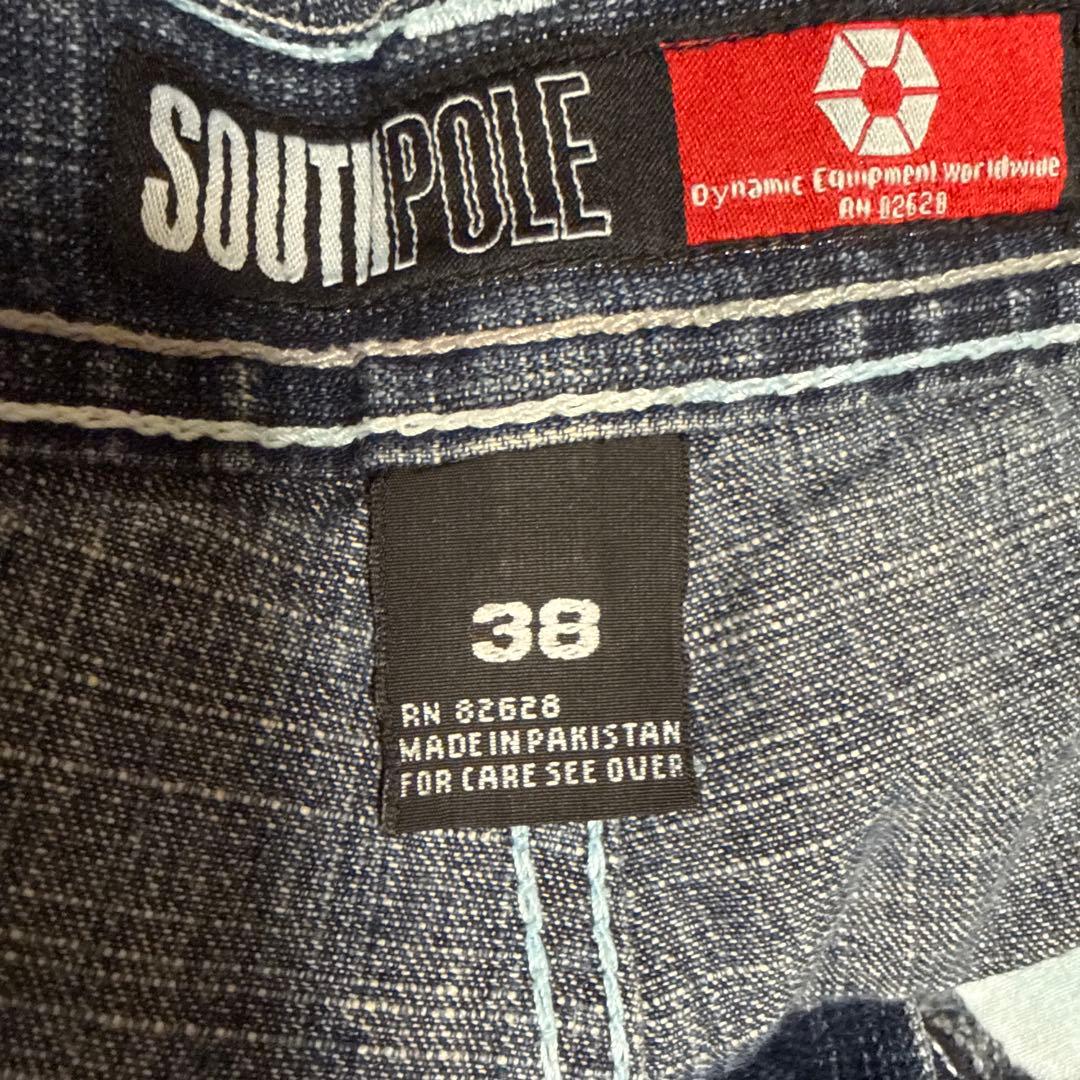 SOUTHPOLE
Dynamic Equipment Worldwide
RN 82628
38
RN 82628
MADE IN PAKISTAN
FOR CARE SEE OVER